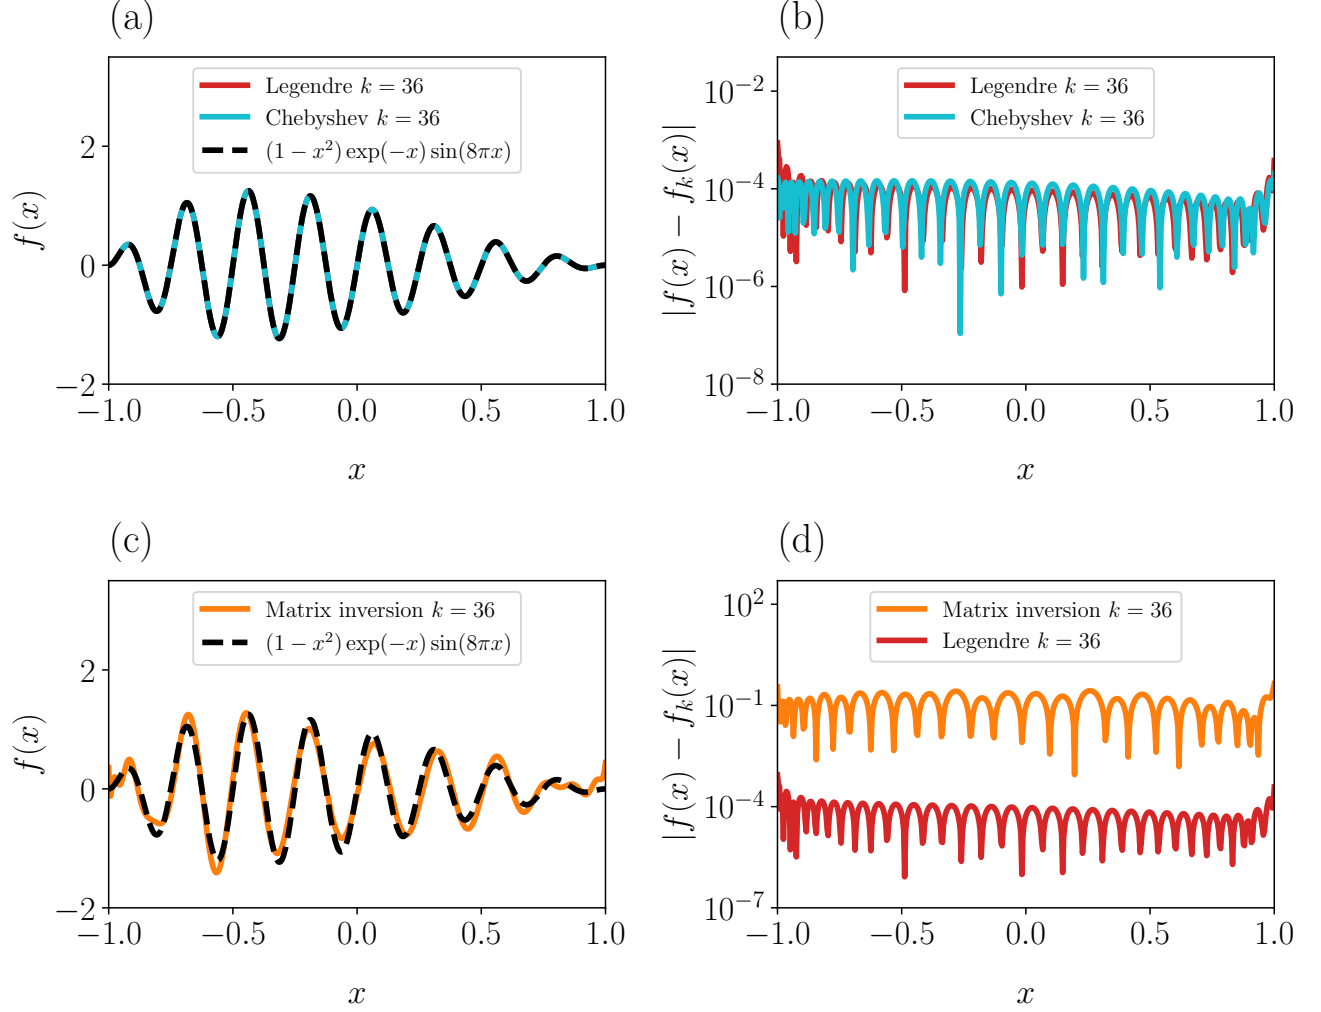 (a)
Legendre k = 36
Chebyshev k = 36
(1 − x²) exp(−x) sin(8πx)
f(x)
2
0
−2
−1.0 −0.5 0.0 0.5 1.0
x
(b)
Legendre k = 36
Chebyshev k = 36
|f(x) − fₖ(x)|
10⁻²
10⁻⁴
10⁻⁶
10⁻⁸
−1.0 −0.5 0.0 0.5 1.0
x
(c)
Matrix inversion k = 36
(1 − x²) exp(−x) sin(8πx)
f(x)
2
0
−2
−1.0 −0.5 0.0 0.5 1.0
x
(d)
Matrix inversion k = 36
Legendre k = 36
|f(x) − fₖ(x)|
10²
10⁻¹
10⁻⁴
10⁻⁷
−1.0 −0.5 0.0 0.5 1.0
x